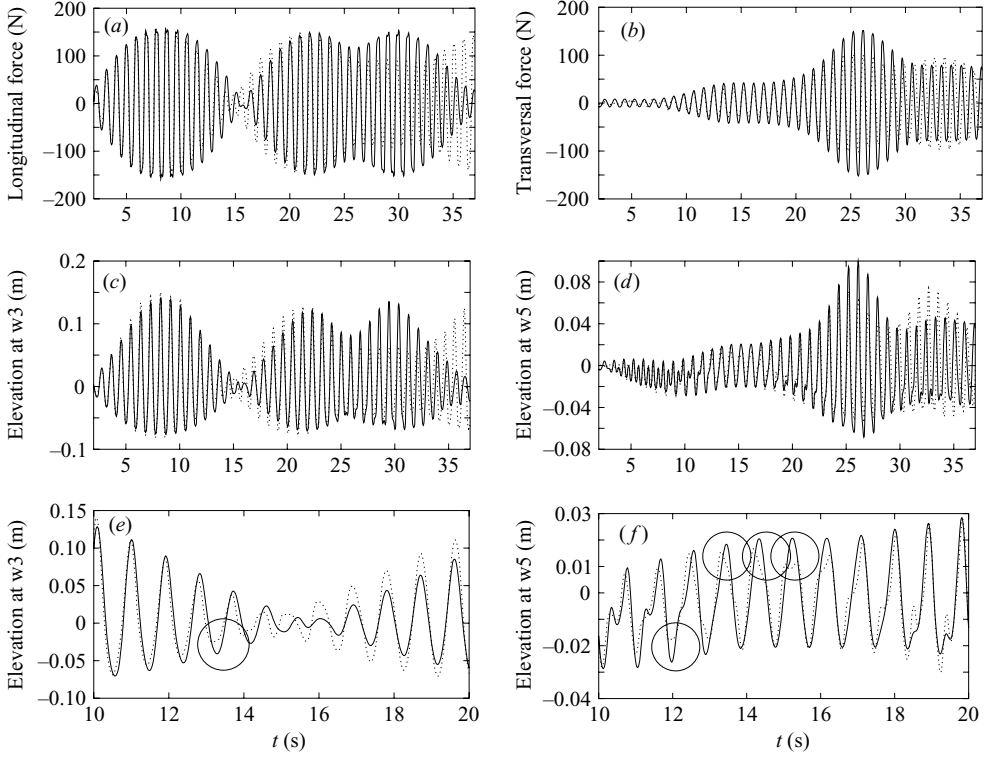 (a)
Longitudinal force (N)
200
100
0
–100
–200
5 10 15 20 25 30 35
(b)
Transversal force (N)
200
100
0
–100
200
5 10 15 20 25 30 35
(c)
Elevation at w3 (m)
0.2
0.1
0
–0.1
5 10 15 20 25 30 35
(d)
Elevation at w5 (m)
0.08
0.04
0
–0.04
0.08
5 10 15 20 25 30 35
(e)
Elevation at w3 (m)
0.15
0.10
0.05
0
–0.05
–0.10
10 12 14 16 18 20
t (s)
(f)
Elevation at w5 (m)
0.03
0.01
0
–0.01
–0.02
–0.04
10 12 14 16 18 20
t (s)